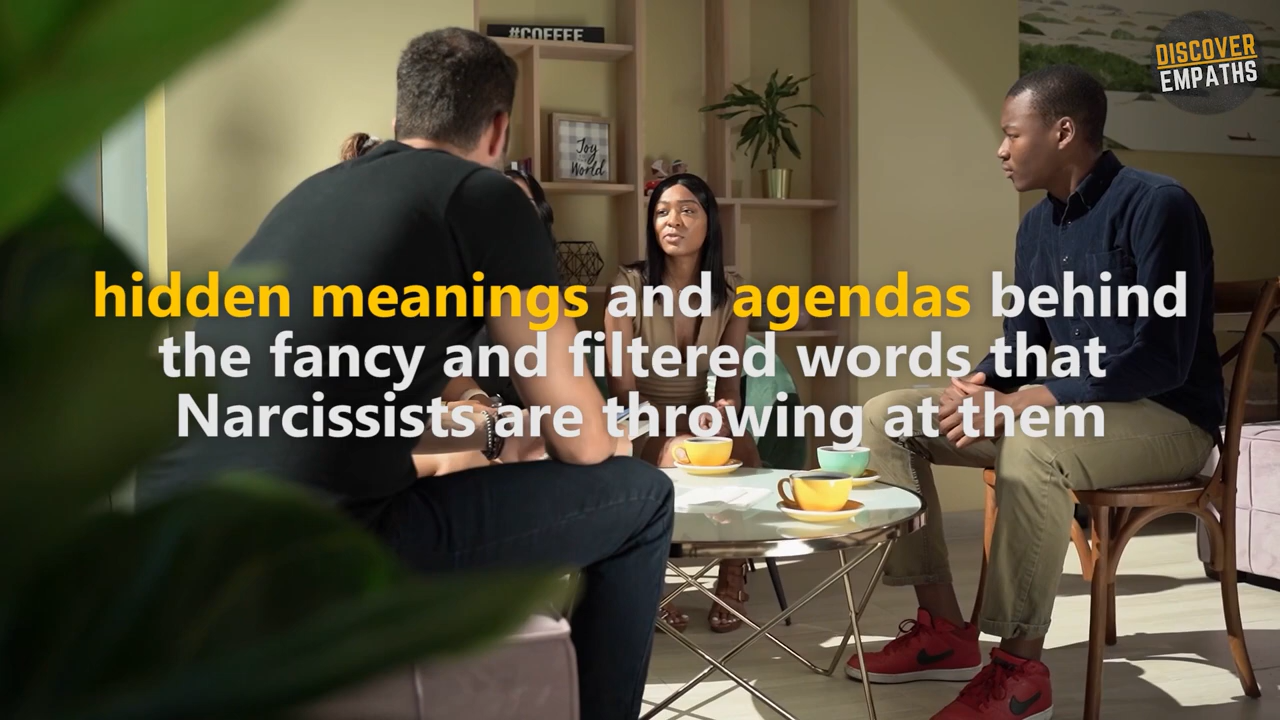 #COFFEE
DISCOVER
EMPATHS
Joy
World
hidden meanings and agendas behind
the fancy and filtered words that
Narcissists are throwing at them